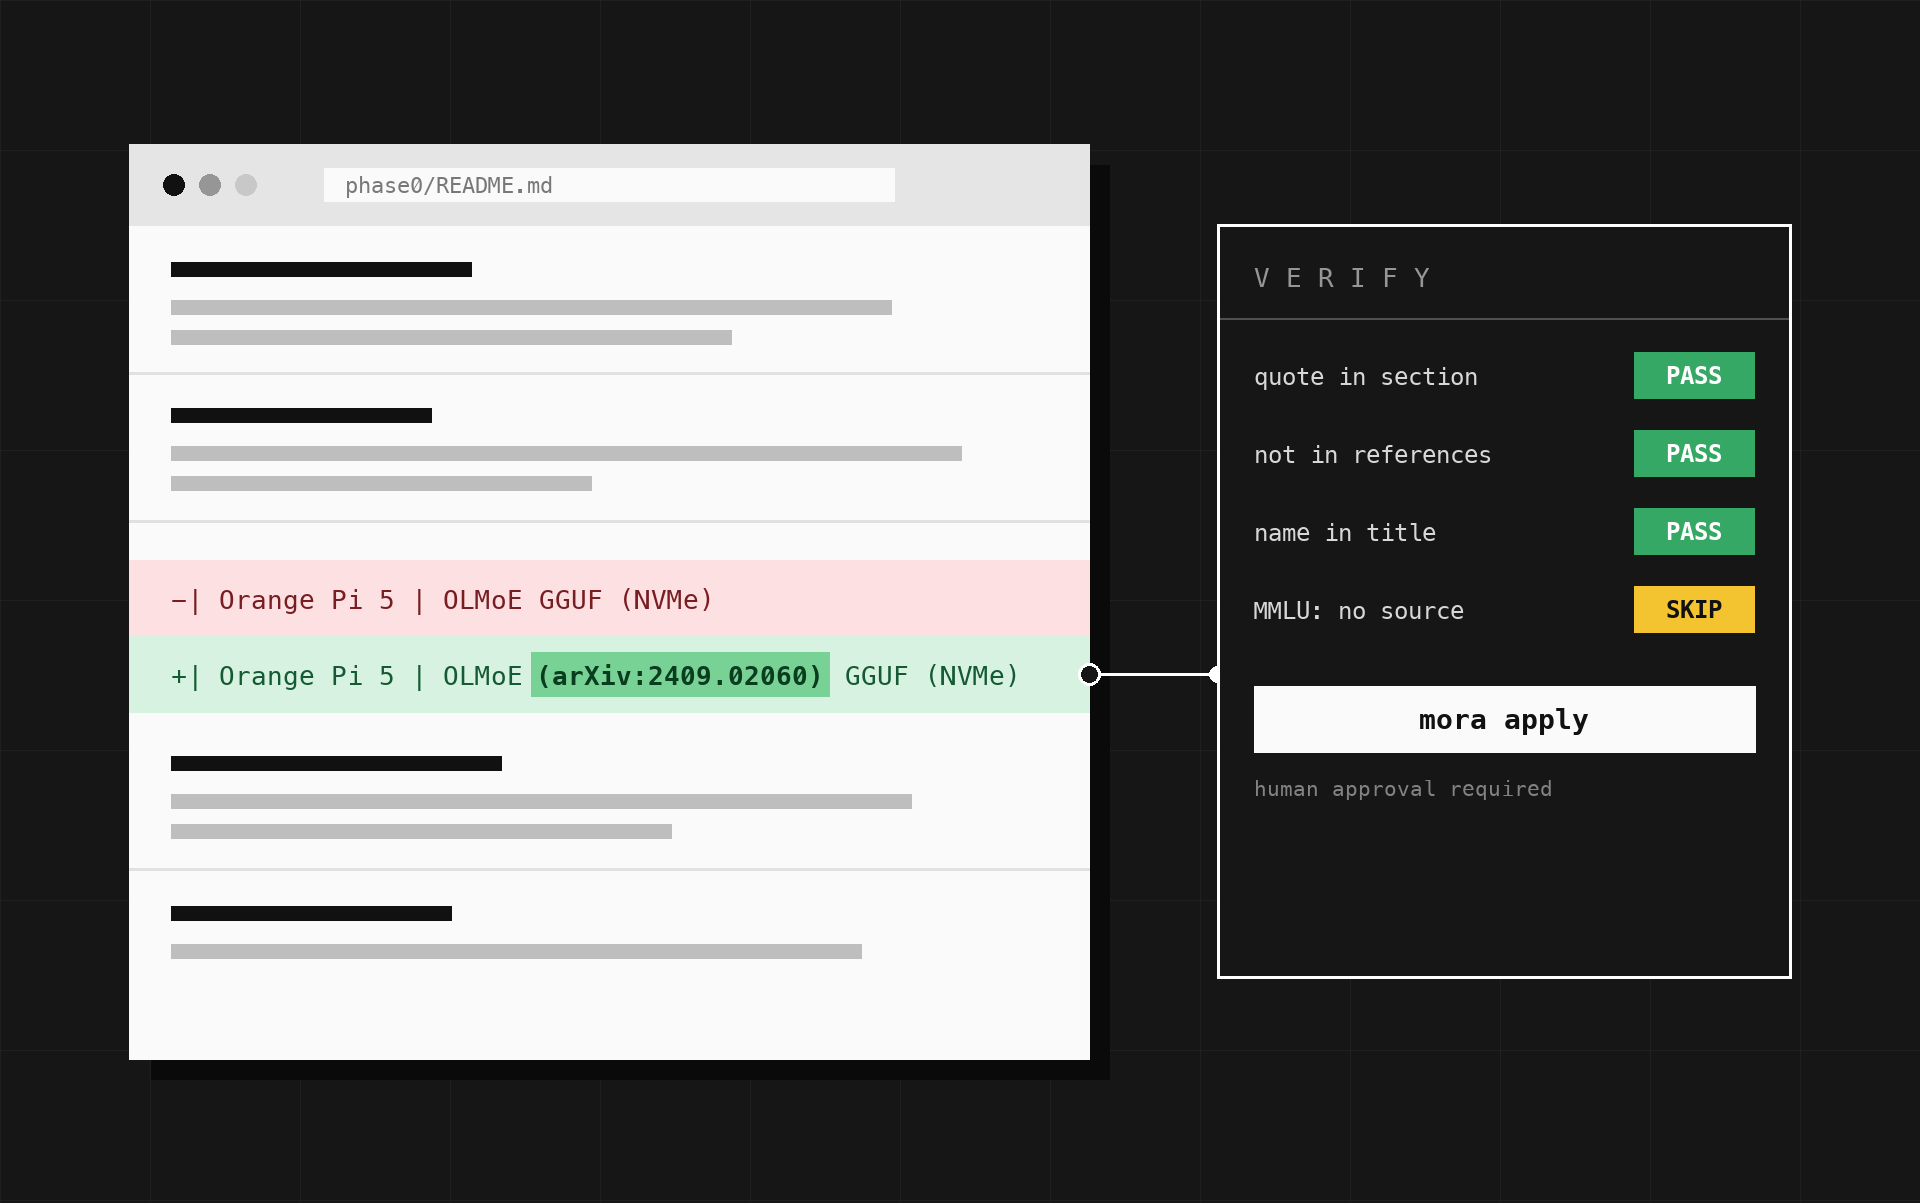 phase0/README.md
−| Orange Pi 5 | OLMoE GGUF (NVMe)
+| Orange Pi 5 | OLMoE (arXiv:2409.02060) GGUF (NVMe)
VERIFY
quote in section PASS
not in references PASS
name in title PASS
MMLU: no source SKIP
mora apply
human approval required